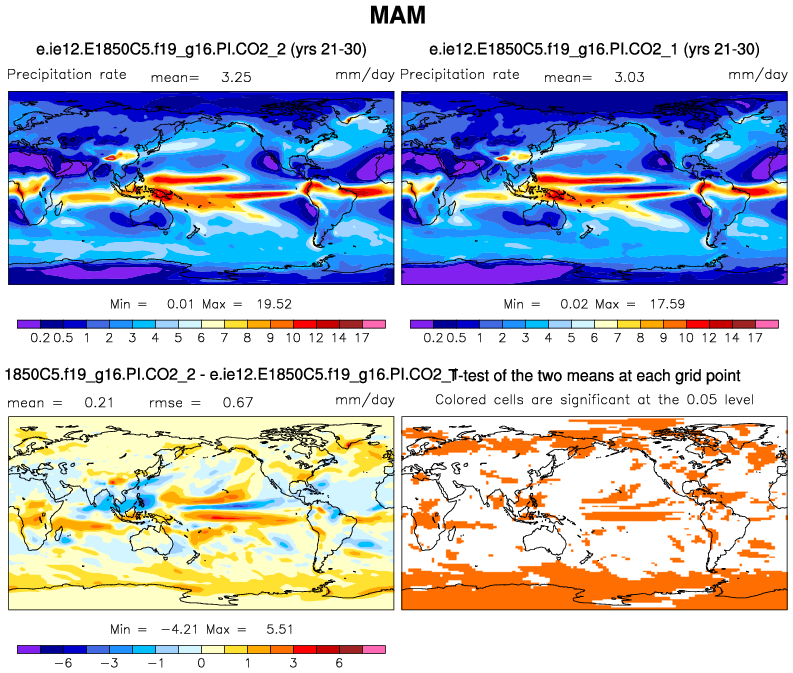 MAM
e.ie12.E1850C5.f19_g16.PI.CO2_2 (yrs 21-30)
e.ie12.E1850C5.f19_g16.PI.CO2_1 (yrs 21-30)
Precipitation rate mean= 3.25 mm/day
Precipitation rate mean= 3.03 mm/day
Min = 0.01 Max = 19.52
Min = 0.02 Max = 17.59
0.2 0.5 1 2 3 4 5 6 7 8 9 10 12 14 17
0.2 0.5 1 2 3 4 5 6 7 8 9 10 12 14 17
1850C5.f19_g16.PI.CO2_2 - e.ie12.E1850C5.f19_g16.PI.CO2_
T-test of the two means at each grid point
mean = 0.21 rmse = 0.67 mm/day
Colored cells are significant at the 0.05 level
Min = -4.21 Max = 5.51
-6 -3 -1 0 1 3 6